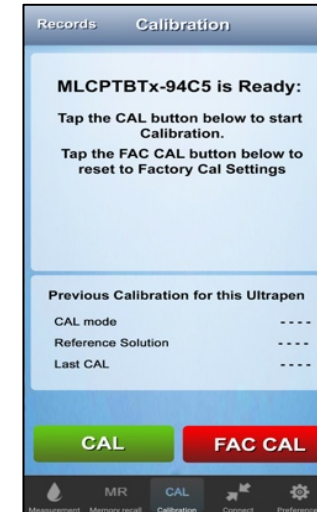 Records Calibration
MLCPTBTx-94C5 is Ready:
Tap the CAL button below to start
Calibration.
Tap the FAC CAL button below to
reset to Factory Cal Settings
Previous Calibration for this Ultrapen
CAL mode ----
Reference Solution ----
Last CAL ----
CAL FAC CAL
MR CAL
Measurement Memory recall Calibration Connect Preference